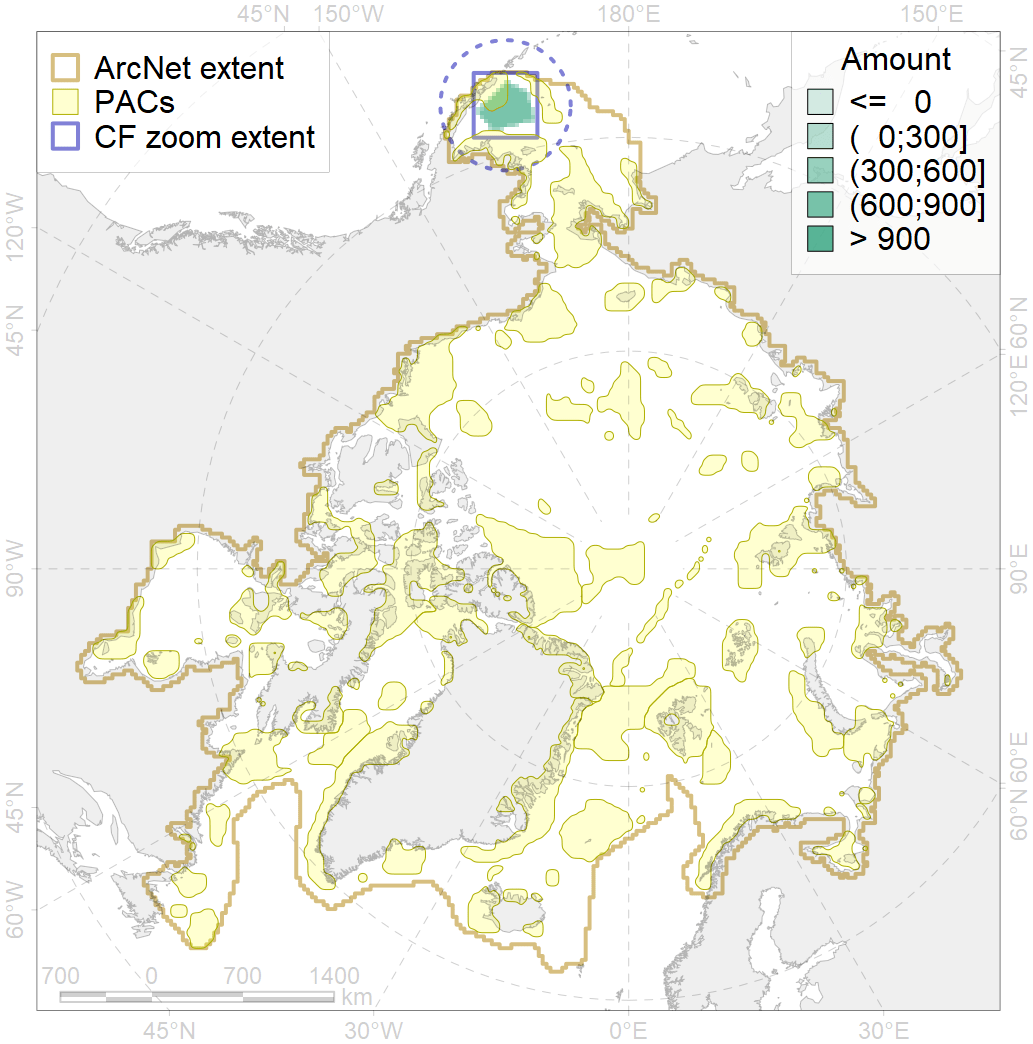 45°N 150°W 180°E 150°E
ArcNet extent
PACs
CF zoom extent
Amount
<= 0
( 0;300]
(300;600]
(600;900]
> 900
120°W
45°N
90°W
45°N
60°W
45°N
60°N
120°E
90°E
60°E
60°N
700 0 700 1400
km
45°N 30°W 0°E 30°E